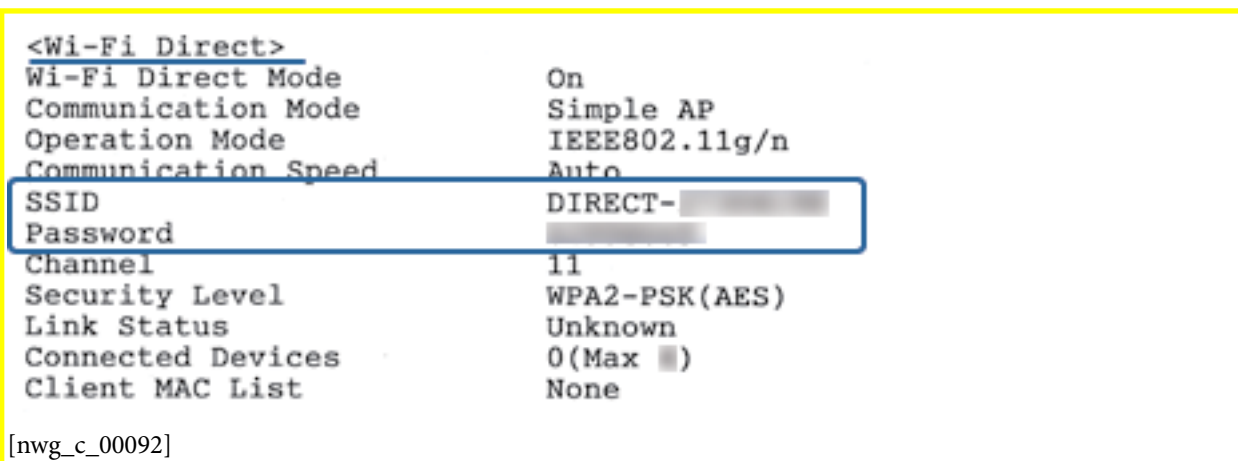 <Wi-Fi Direct>
Wi-Fi Direct Mode On
Communication Mode Simple AP
Operation Mode IEEE802.11g/n
Communication Speed Auto
SSID DIRECT-
Password
Channel 11
Security Level WPA2-PSK(AES)
Link Status Unknown
Connected Devices 0(Max )
Client MAC List None
[nwg_c_00092]